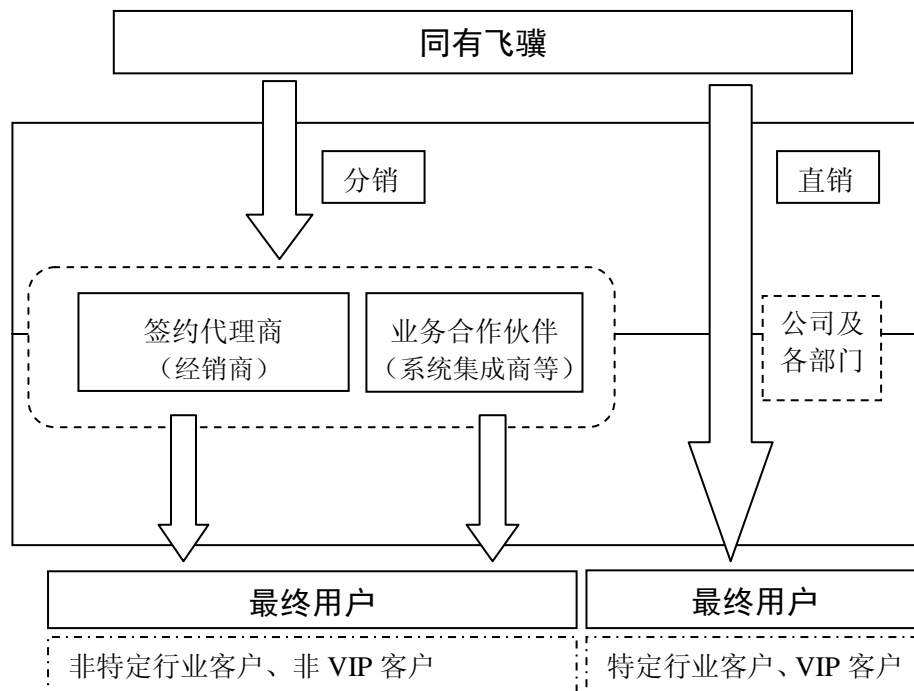 同有飞骥
分销
直销
签约代理商
（经销商）
业务合作伙伴
（系统集成商等）
公司及
各部门
最终用户
最终用户
非特定行业客户、非 VIP 客户
特定行业客户、VIP 客户